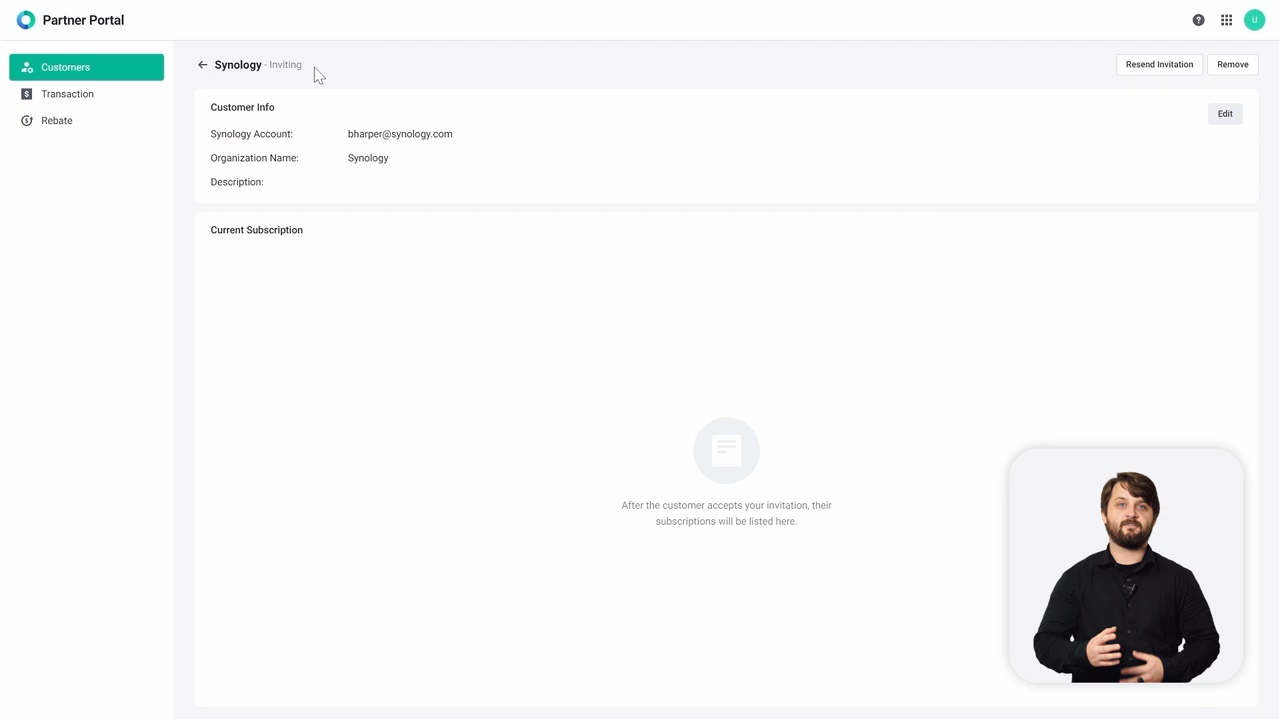 Partner Portal
U
Customers
Transaction
Rebate
Synology - Inviting
Resend Invitation
Remove
Customer Info
Edit
Synology Account: bharper@synology.com
Organization Name: Synology
Description:
Current Subscription
After the customer accepts your invitation, their
subscriptions will be listed here.